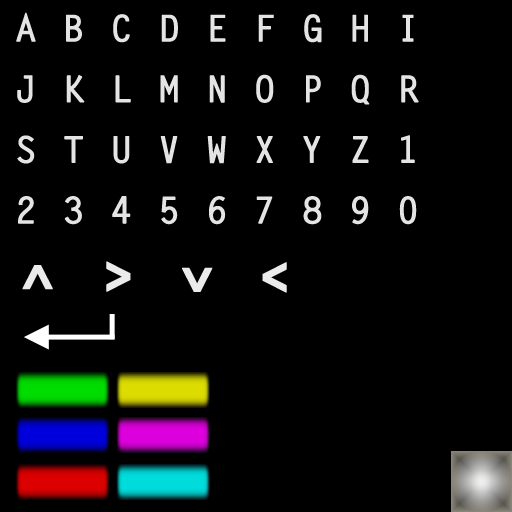 A B C D E F G H I
J K L M N O P Q R
S T U V W X Y Z 1
2 3 4 5 6 7 8 9 0
^ > v <